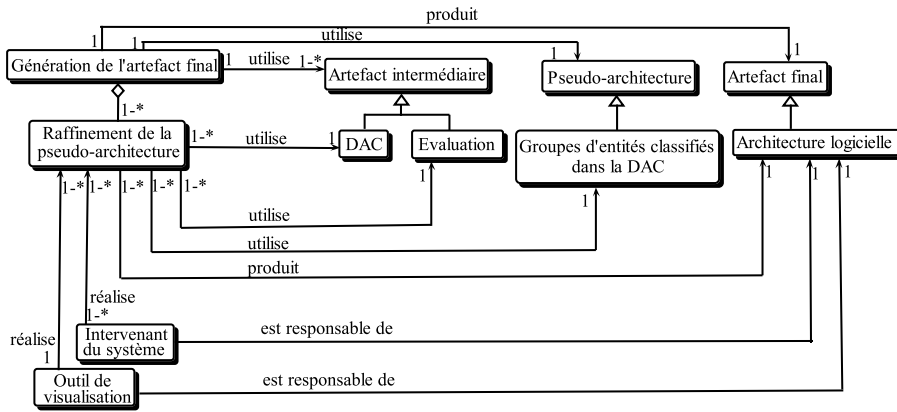 produit
1
1
utilise
1
1
Génération de l'artefact final
1
utilise
1-*
Artefact intermédiaire
Pseudo-architecture
Artefact final
1-*
Raffinement de la
pseudo-architecture
1-*
utilise
1
DAC
Evaluation
Groupes d'entités classifiés
dans la DAC
Architecture logicielle
1-*
1-*
1-*
1-*
1-*
1
1
1
1
1
utilise
utilise
produit
réalise
1-*
Intervenant
du système
est responsable de
réalise
1
Outil de
visualisation
est responsable de